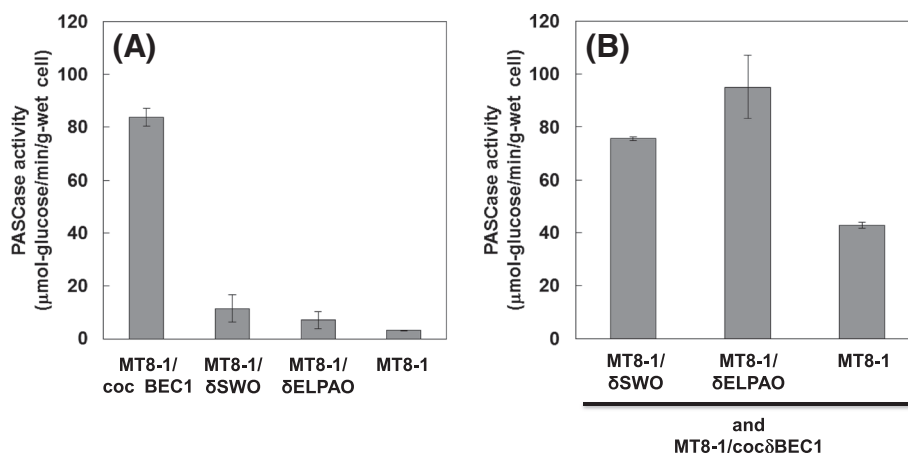 (A)
PASCase activity
(μmol-glucose/min/g-wet cell)
120
100
80
60
40
20
0
MT8-1/
coc BEC1
MT8-1/
δSWO
MT8-1/
δELPAO
MT8-1
(B)
PASCase activity
(μmol-glucose/min/g-wet cell)
120
100
80
60
40
20
0
MT8-1/
δSWO
MT8-1/
δELPAO
MT8-1
and
MT8-1/cocδBEC1